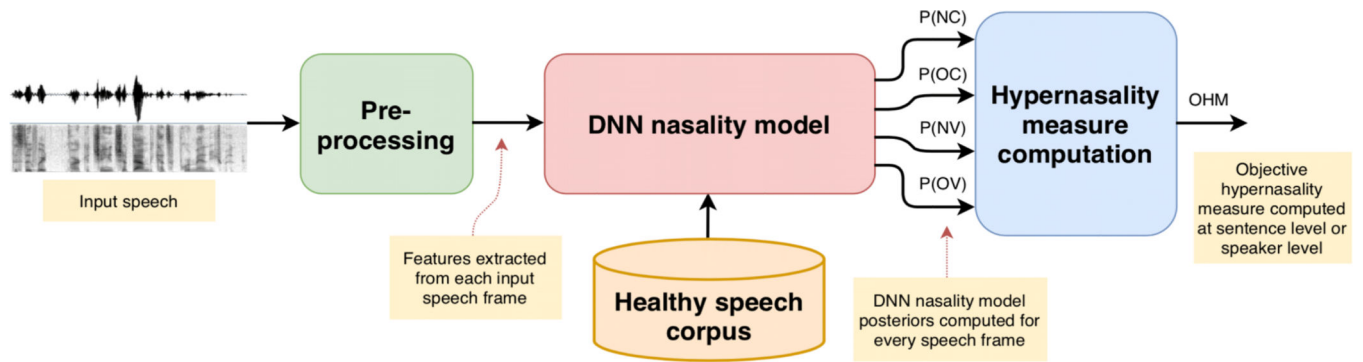 Input speech
Pre-
processing
Features extracted
from each input
speech frame
DNN nasality model
Healthy speech
corpus
P(NC)
P(OC)
P(NV)
P(OV)
DNN nasality model
posteriors computed for
every speech frame
Hypernasality
measure
computation
OHM
Objective
hypernasality
measure computed
at sentence level or
speaker level